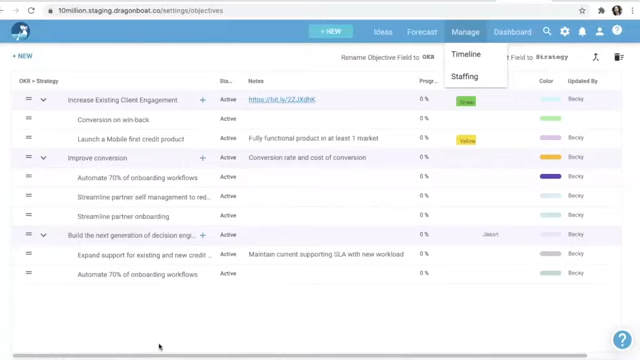 10million.staging.dragonboat.co/settings/objectives
+ NEW Ideas Forecast Manage Dashboard
+ NEW Rename Objective Field to OKR Field to Strategy
Timeline
Staffing
OKR > Strategy Sta... Notes Progr... Color Updated By
Increase Existing Client Engagement + Active https://bit.ly/2ZJXdhK 0 % Green Becky
Conversion on win-back Active 0 % Becky
Launch a Mobile first credit product Active Fully functional product in at least 1 market 0 % Yellow Becky
Improve conversion + Active Conversion rate and cost of conversion 0 % Becky
Automate 70% of onboarding workflows Active 0 % Becky
Streamline partner self management to red... Active 0 % Becky
Streamline partner onboarding Active 0 % Becky
Build the next generation of decision engi... + Active 0 % Jason Becky
Expand support for existing and new credit ... Active Maintain current supporting SLA with new workload 0 % Becky
Automate 70% of onboarding workflows Active 0 % Becky
?